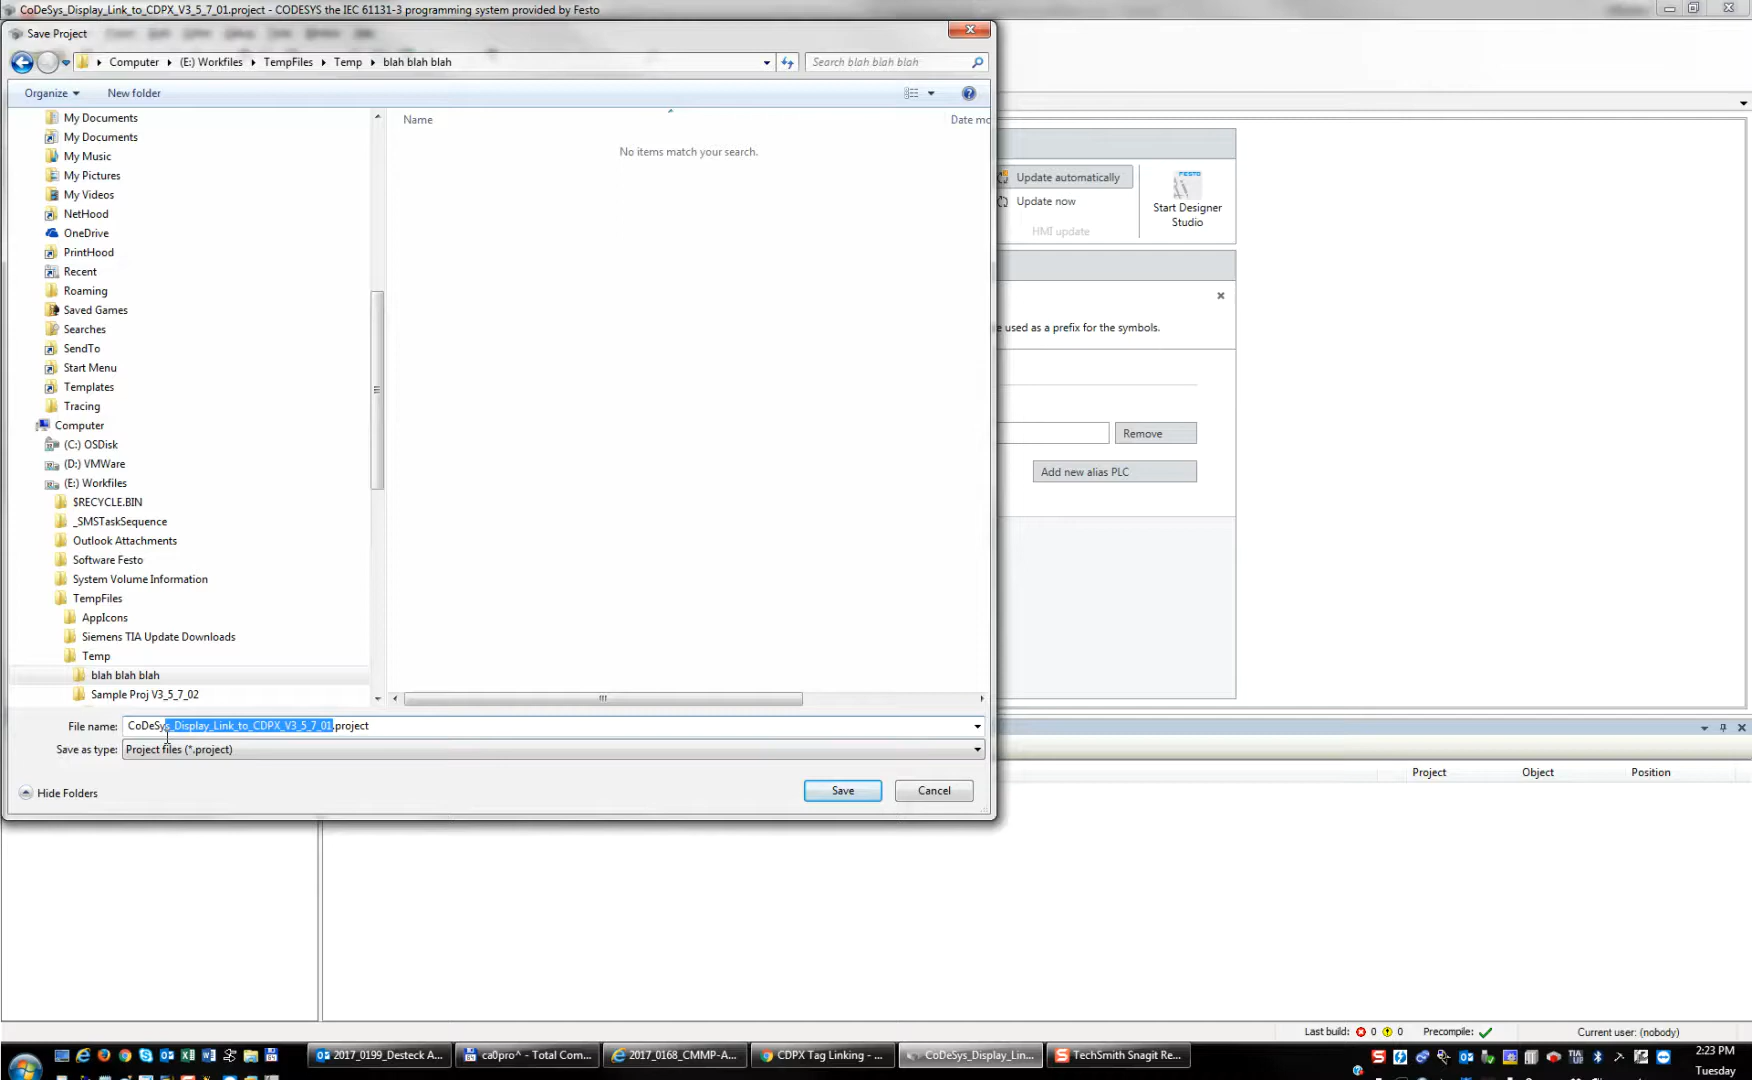 CoDeSys_Display_Link_to_CDPX_V3_5_7_01.project - CODESYS the IEC 61131-3 programming system provided by Festo
Save Project
Computer (E:) Workfiles TempFiles Temp blah blah blah
Search blah blah blah
Organize
New folder
Name
Date mo
No items match your search.
My Documents
My Documents
My Music
My Pictures
My Videos
NetHood
OneDrive
PrintHood
Recent
Roaming
Saved Games
Searches
SendTo
Start Menu
Templates
Tracing
Computer
(C:) OSDisk
(D:) VMWare
(E:) Workfiles
$RECYCLE.BIN
_SMSTaskSequence
Outlook Attachments
Software Festo
System Volume Information
TempFiles
AppIcons
Siemens TIA Update Downloads
Temp
blah blah blah
Sample Proj V3_5_7_02
File name: CoDeSys_Display_Link_to_CDPX_V3_5_7_01.project
Save as type: Project files (*.project)
Hide Folders
Save
Cancel
Update automatically
Update now
HMI update
FESTO
Start Designer
Studio
e used as a prefix for the symbols.
Remove
Add new alias PLC
Project
Object
Position
Last build: 0 0
Precompile:
Current user: (nobody)
2017_0199_Desteck A...
ca0pro^ - Total Com...
2017_0168_CMMP-A...
CDPX Tag Linking - ...
CoDeSys_Display_Lin...
TechSmith Snagit Re...
2:23 PM
Tuesday